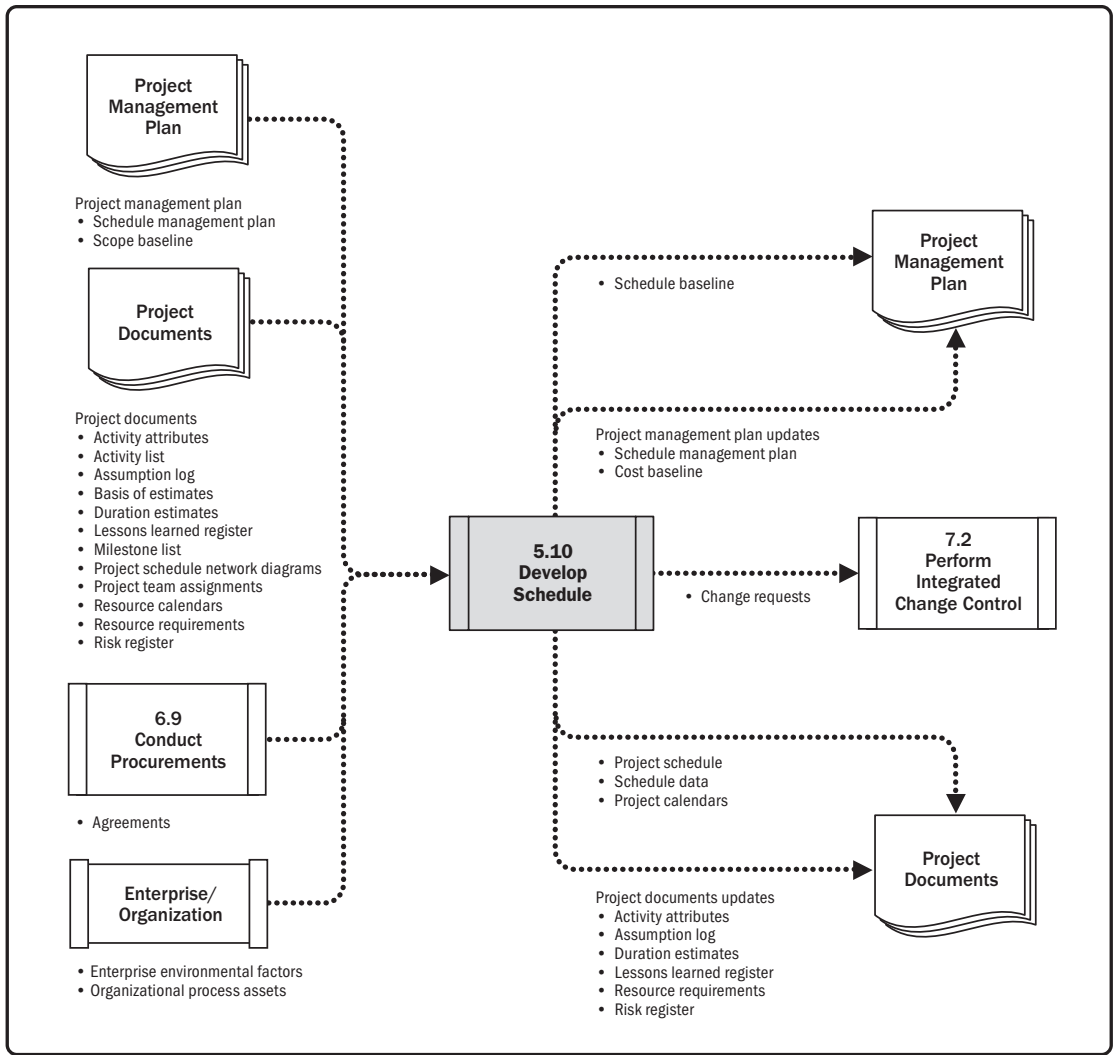 Project
Management
Plan
Project management plan
• Schedule management plan
• Scope baseline
Project
Documents
Project documents
• Activity attributes
• Activity list
• Assumption log
• Basis of estimates
• Duration estimates
• Lessons learned register
• Milestone list
• Project schedule network diagrams
• Project team assignments
• Resource calendars
• Resource requirements
• Risk register
6.9
Conduct
Procurements
• Agreements
Enterprise/
Organization
• Enterprise environmental factors
• Organizational process assets
5.10
Develop
Schedule
• Schedule baseline
Project
Management
Plan
Project management plan updates
• Schedule management plan
• Cost baseline
• Change requests
7.2
Perform
Integrated
Change Control
• Project schedule
• Schedule data
• Project calendars
Project
Documents
Project documents updates
• Activity attributes
• Assumption log
• Duration estimates
• Lessons learned register
• Resource requirements
• Risk register